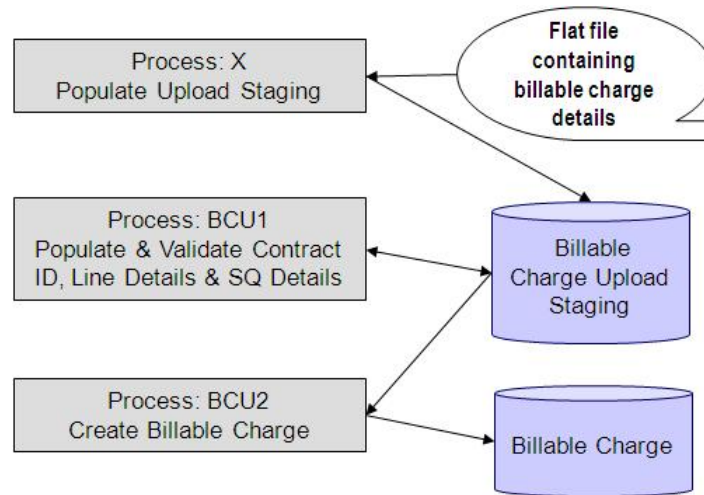 Process: X
Populate Upload Staging
Flat file
containing
billable charge
details
Process: BCU1
Populate & Validate Contract
ID, Line Details & SQ Details
Billable
Charge Upload
Staging
Process: BCU2
Create Billable Charge
Billable Charge